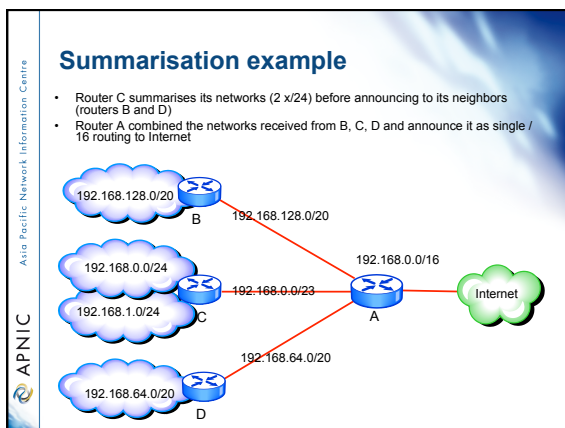 Summarisation example
• Router C summarises its networks (2 x/24) before announcing to its neighbors
(routers B and D)
• Router A combined the networks received from B, C, D and announce it as single /
16 routing to Internet
192.168.128.0/20
B
192.168.128.0/20
192.168.0.0/16
192.168.0.0/24
192.168.0.0/23
Internet
192.168.1.0/24
C
A
192.168.64.0/20
192.168.64.0/20
D
Asia Pacific Network Information Centre
APNIC